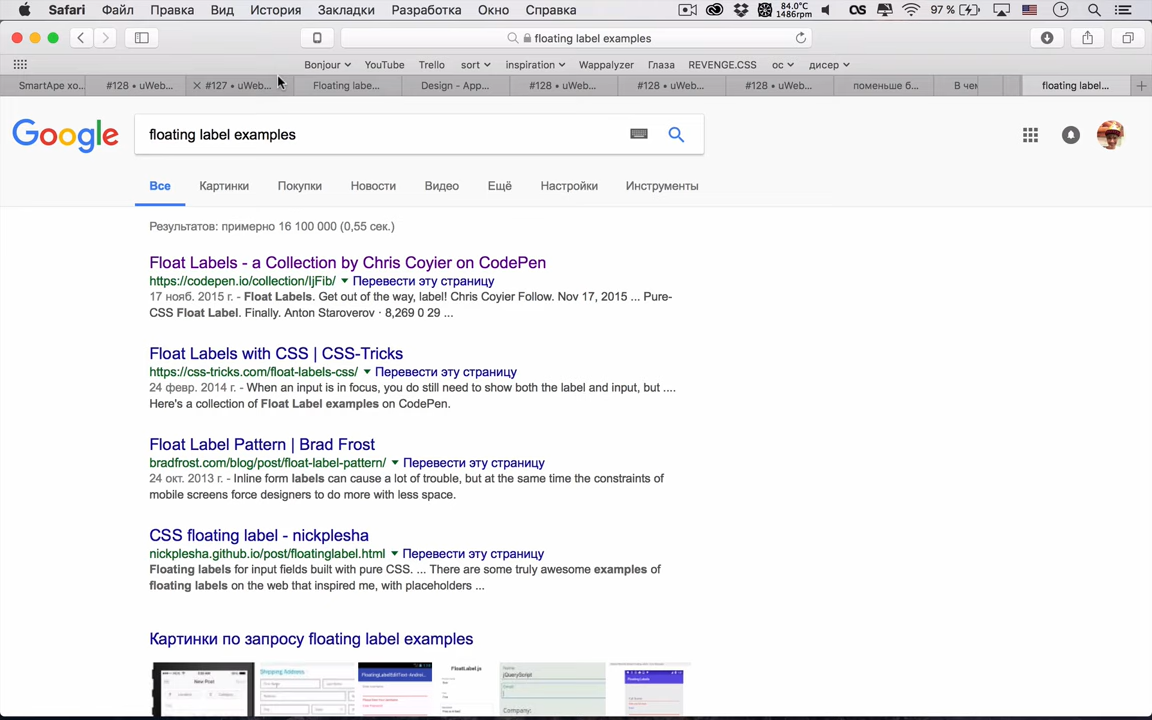 Safari Файл Правка Вид История Закладки Разработка Окно Справка 84.0°C 1486rpm OS 97 %
floating label examples
Bonjour YouTube Trello sort inspiration Wappalyzer Глаза REVENGE.CSS ос дисер
SmartApe хо... #128 • uWeb... #127 • uWeb... Floating labe... Design - App... #128 • uWeb... #128 • uWeb... #128 • uWeb... поменьше б... В чем floating label...
Google floating label examples
Все Картинки Покупки Новости Видео Ещё Настройки Инструменты
Результатов: примерно 16 100 000 (0,55 сек.)
Float Labels - a Collection by Chris Coyier on CodePen
https://codepen.io/collection/ljFib/ Перевести эту страницу
17 нояб. 2015 г. - Float Labels. Get out of the way, label! Chris Coyier Follow. Nov 17, 2015 ... Pure-
CSS Float Label. Finally. Anton Staroverov · 8,269 0 29 ...
Float Labels with CSS | CSS-Tricks
https://css-tricks.com/float-labels-css/ Перевести эту страницу
24 февр. 2014 г. - When an input is in focus, you do still need to show both the label and input, but ....
Here's a collection of Float Label examples on CodePen.
Float Label Pattern | Brad Frost
bradfrost.com/blog/post/float-label-pattern/ Перевести эту страницу
24 окт. 2013 г. - Inline form labels can cause a lot of trouble, but at the same time the constraints of
mobile screens force designers to do more with less space.
CSS floating label - nickplesha
nickplesha.github.io/post/floatinglabel.html Перевести эту страницу
Floating labels for input fields built with pure CSS. ... There are some truly awesome examples of
floating labels on the web that inspired me, with placeholders ...
Картинки по запросу floating label examples
New Post
Shipping Address
FloatLabel.js
jQueryScript
Company: